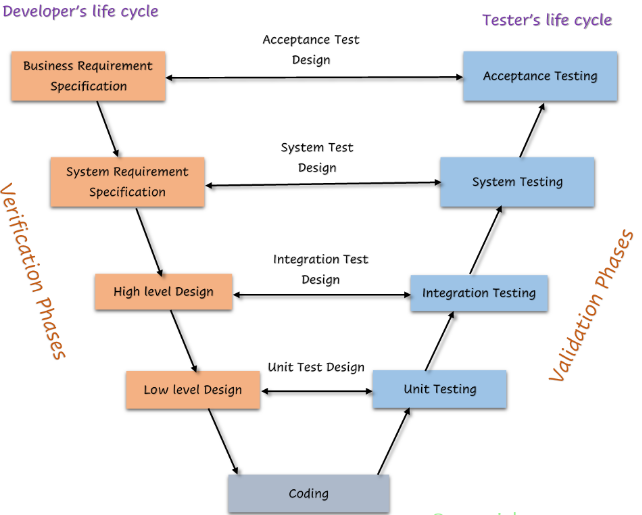 Developer's life cycle
Tester's life cycle
Acceptance Test
Design
Business Requirement
Specification
Acceptance Testing
System Test
Design
System Requirement
Specification
System Testing
Verification Phases
Validation Phases
Integration Test
Design
High level Design
Integration Testing
Unit Test Design
Low level Design
Unit Testing
Coding